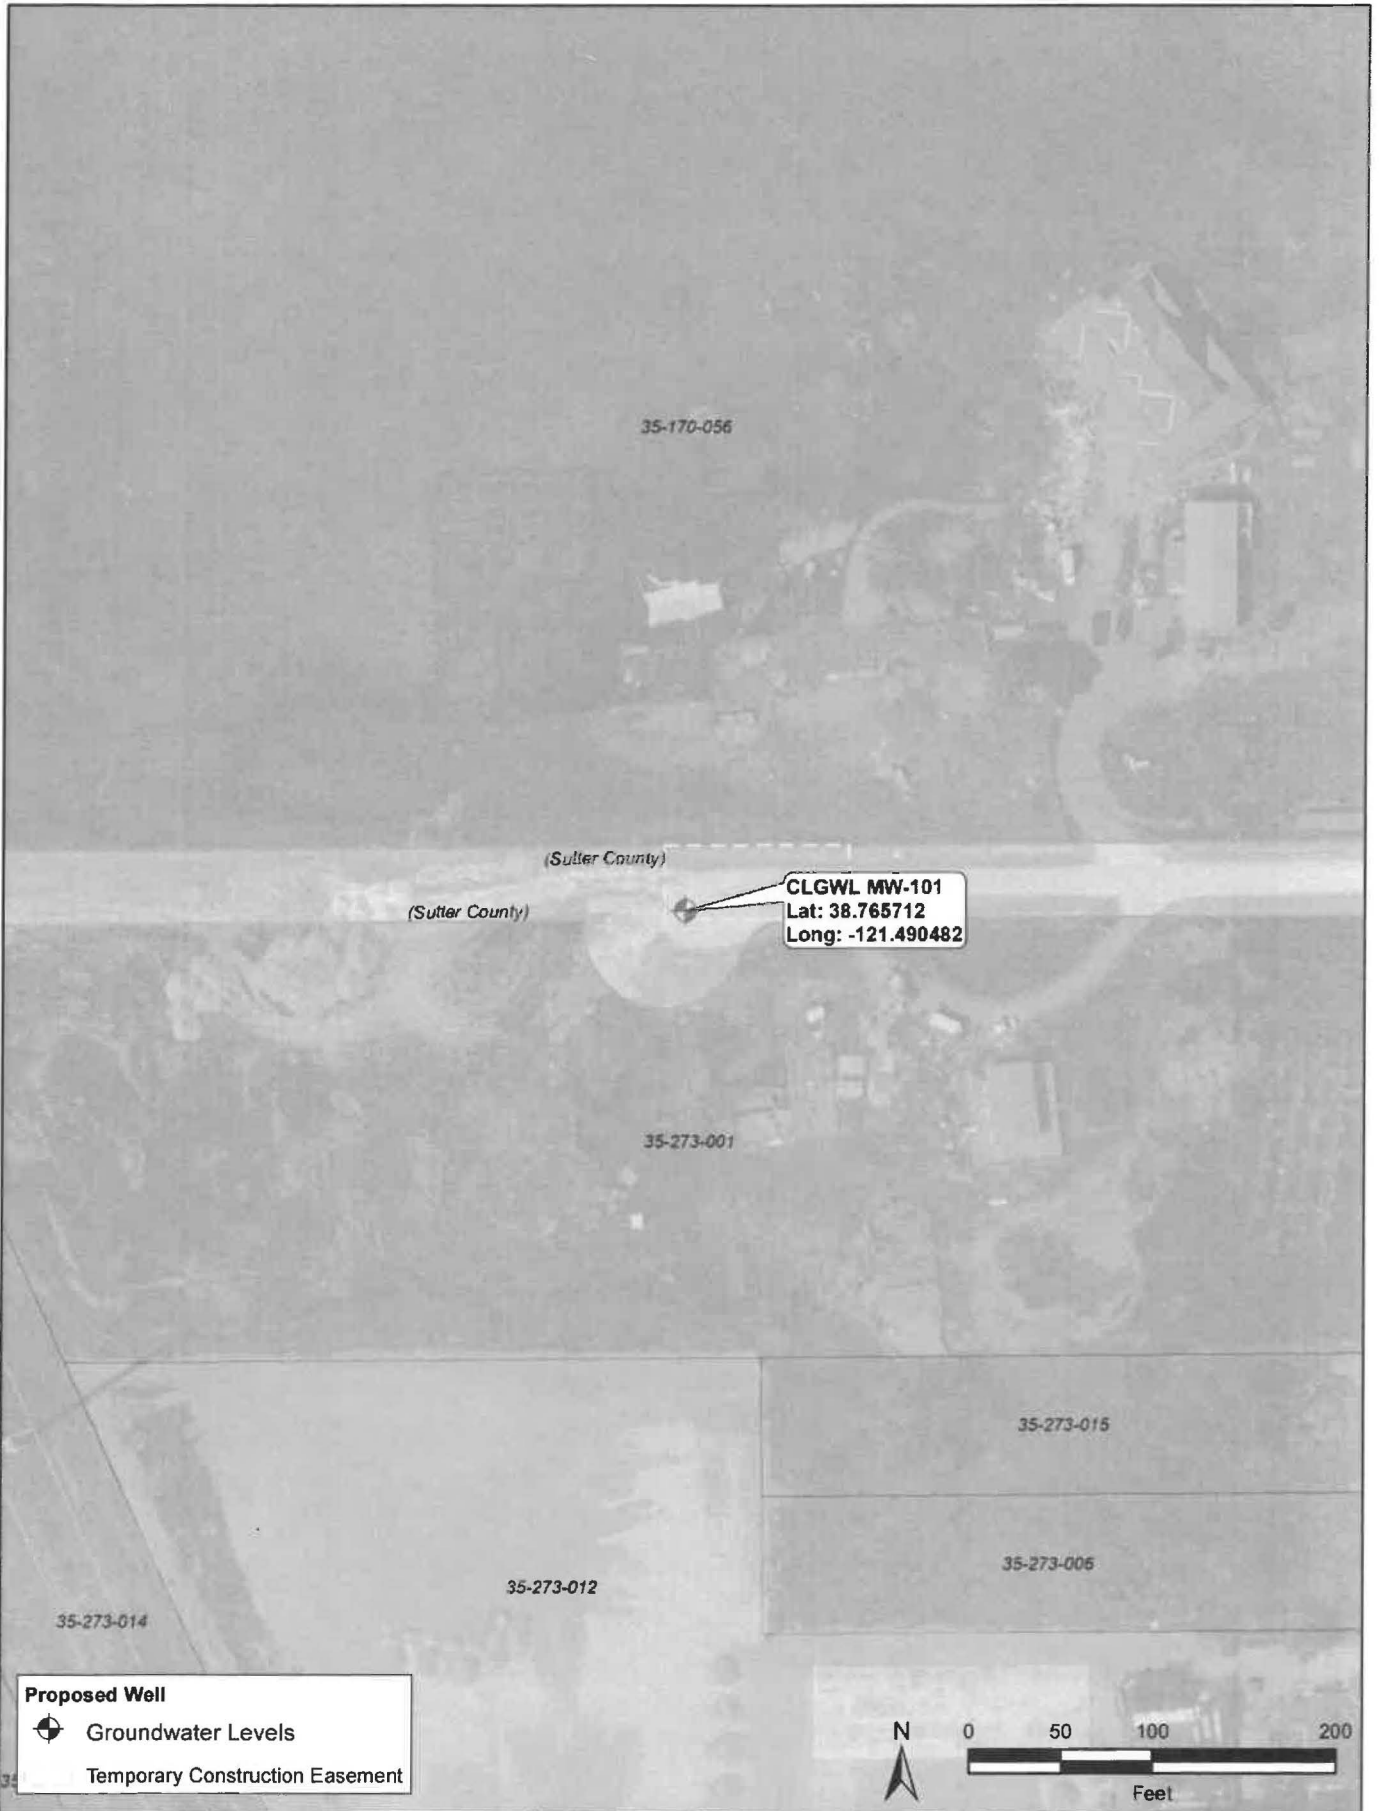 35-170-056
(Sutter County)
CLGWL MW-101
Lat: 38.765712
Long: -121.490482
(Sutter County)
35-273-001
35-273-015
35-273-006
35-273-012
35-273-014
Proposed Well
Groundwater Levels
Temporary Construction Easement
35
N
0 50 100 200
Feet